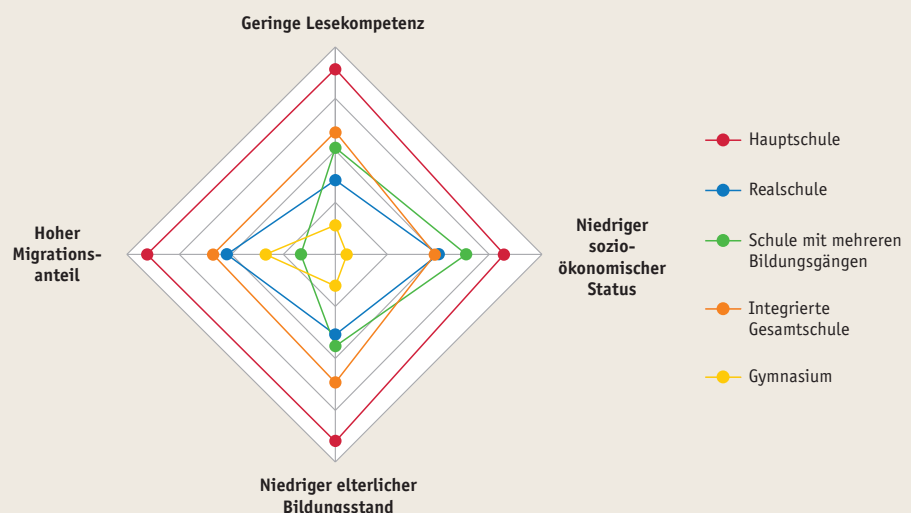 Geringe Lesekompetenz
Hoher
Migrations-
anteil
Niedriger
sozio-
ökonomischer
Status
Niedriger elterlicher
Bildungsstand
Hauptschule
Realschule
Schule mit mehreren
Bildungsgängen
Integrierte
Gesamtschule
Gymnasium